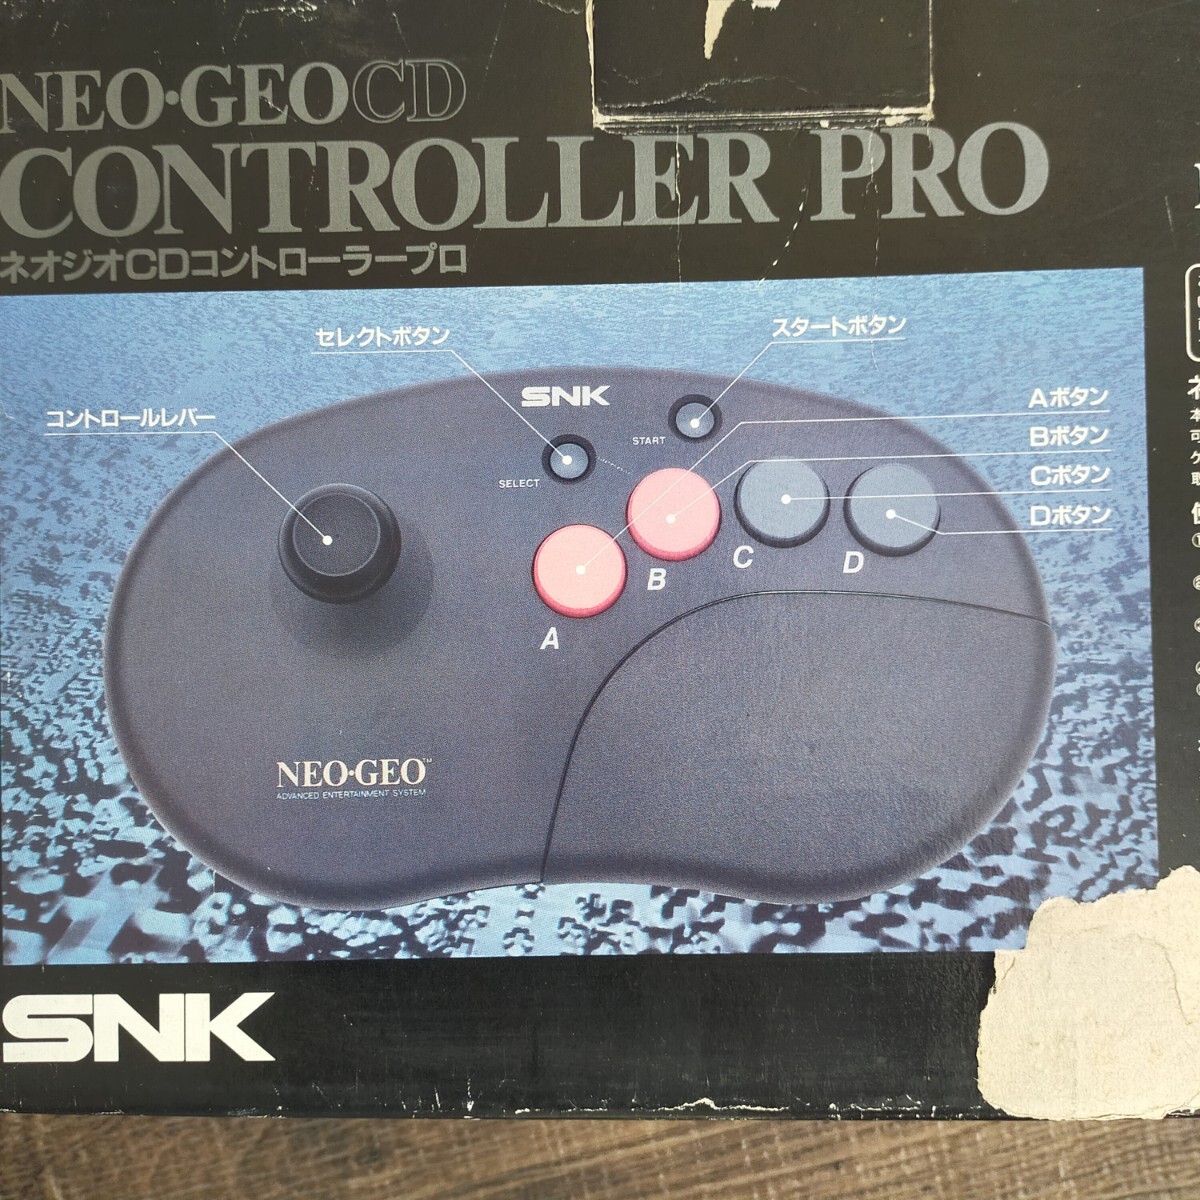 NEO•GEO CD
CONTROLLER PRO
ネオジオCDコントローラープロ
セレクトボタン
スタートボタン
コントロールレバー
SNK
START
SELECT
Aボタン
Bボタン
Cボタン
Dボタン
A
B
C
D
NEO•GEO™
ADVANCED ENTERTAINMENT SYSTEM
SNK